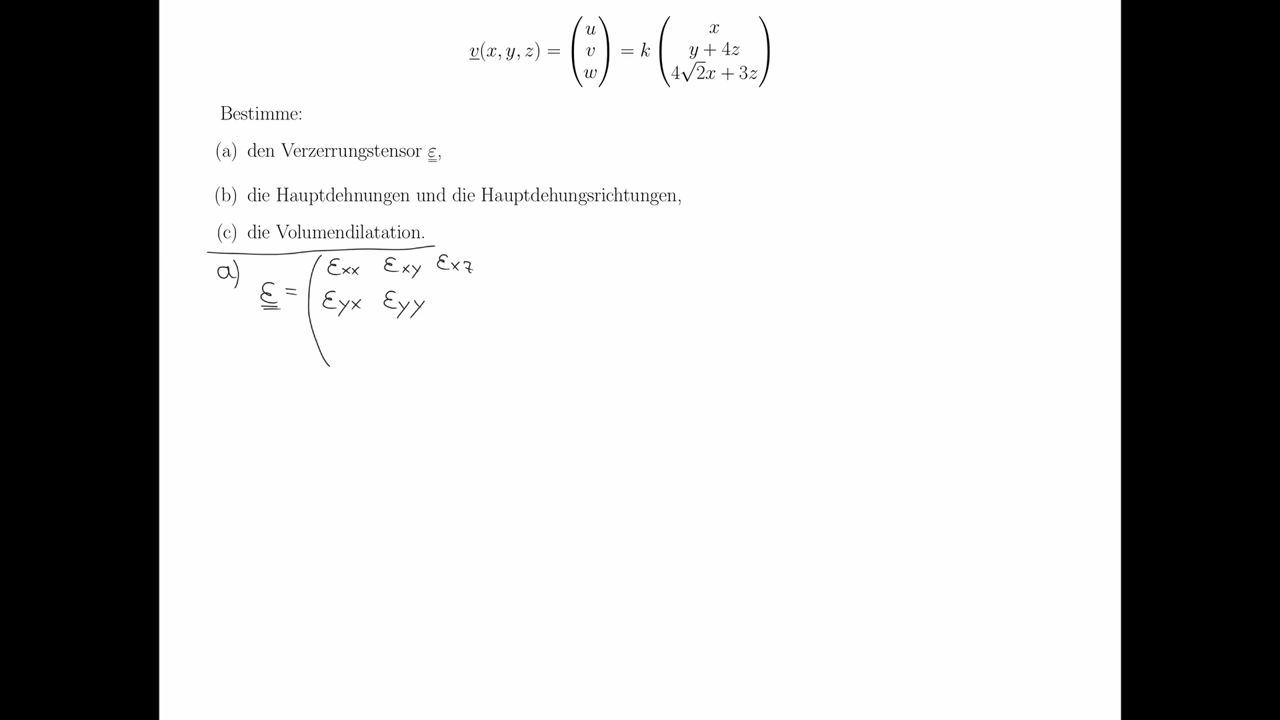 v(x, y, z) = (u v w) = k (x y + 4z 4√2x + 3z)
Bestimme:
(a) den Verzerrungstensor ε,
(b) die Hauptdehnungen und die Hauptdehungsrichtungen,
(c) die Volumendilatation.
a) ε = ( εxx εxy εxz
εyx εyy